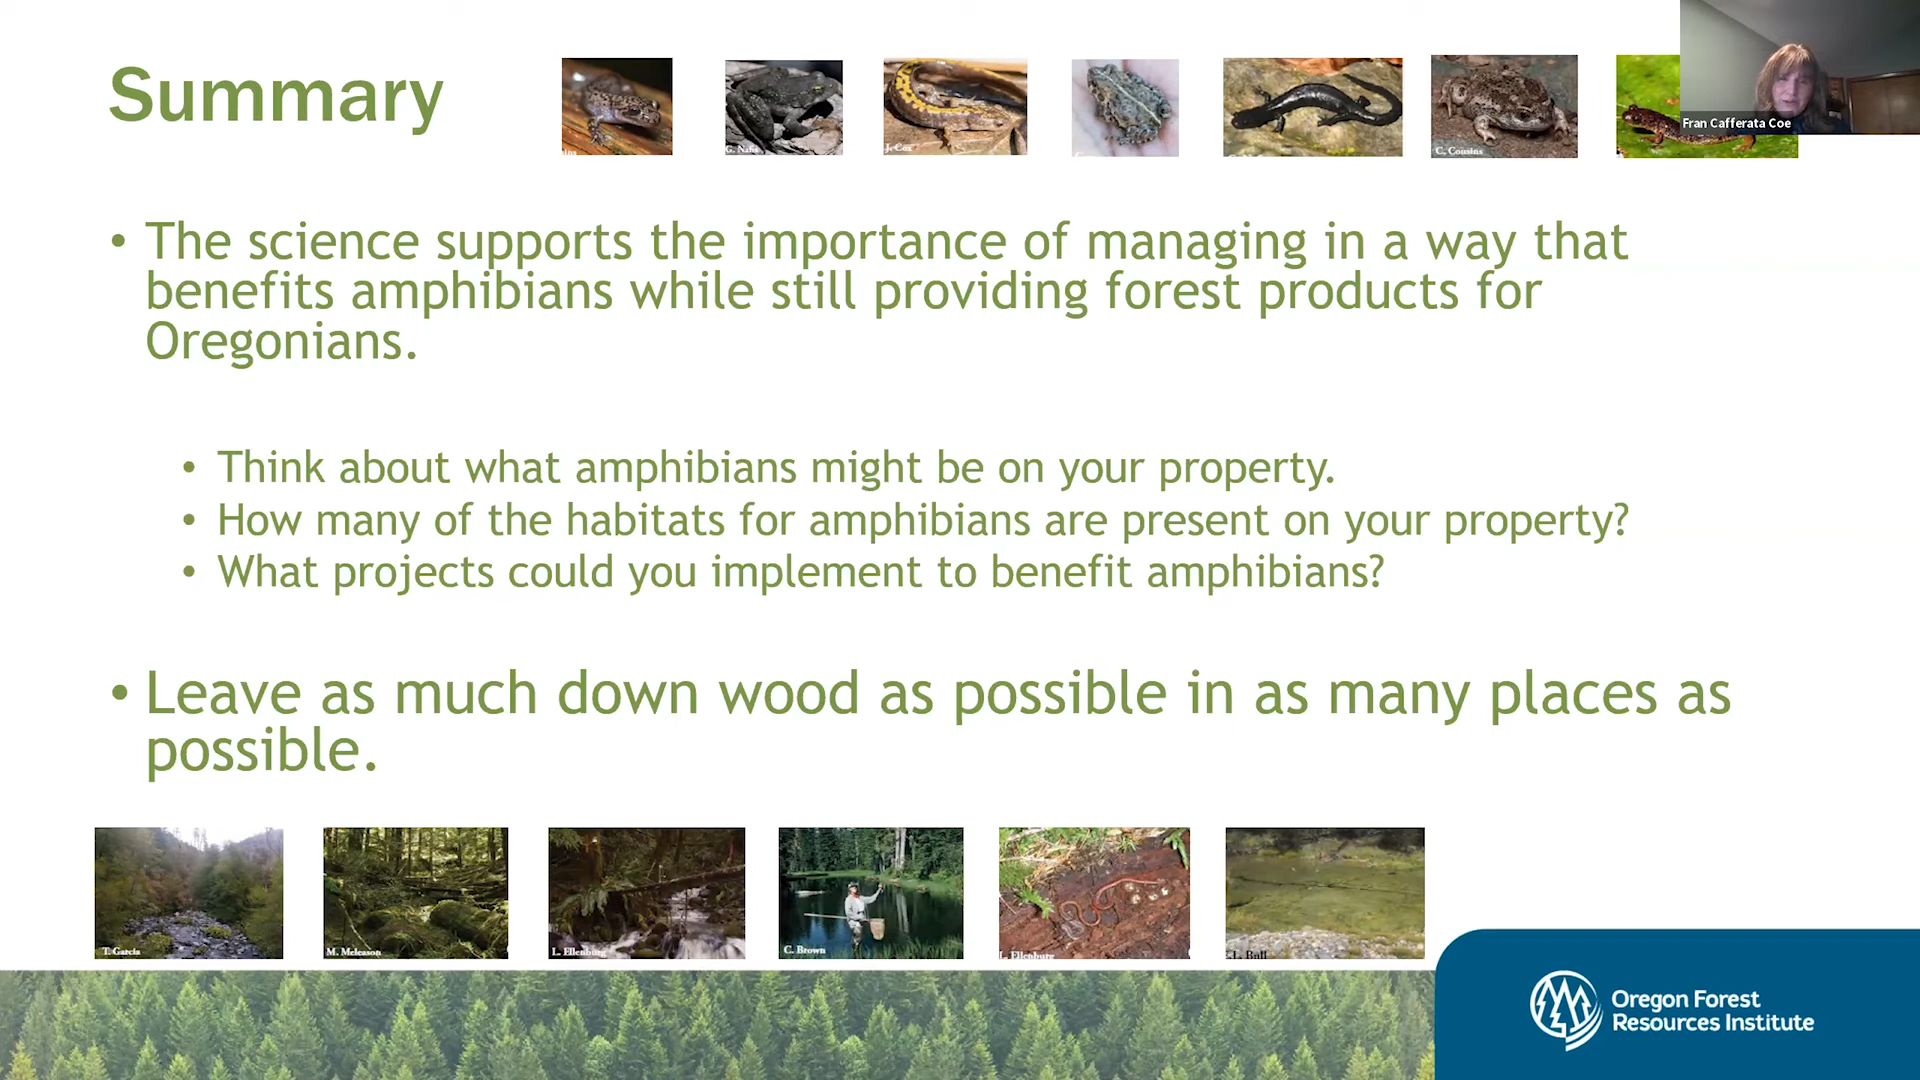 Summary
G. Nafis
J. Cox
C. Cousins
Fran Cafferata Coe
• The science supports the importance of managing in a way that
benefits amphibians while still providing forest products for
Oregonians.
• Think about what amphibians might be on your property.
• How many of the habitats for amphibians are present on your property?
• What projects could you implement to benefit amphibians?
• Leave as much down wood as possible in as many places as
possible.
T. Garcia
M. Meleason
L. Ellenburg
C. Brown
L. Ellenburg
L. Bull
Oregon Forest
Resources Institute